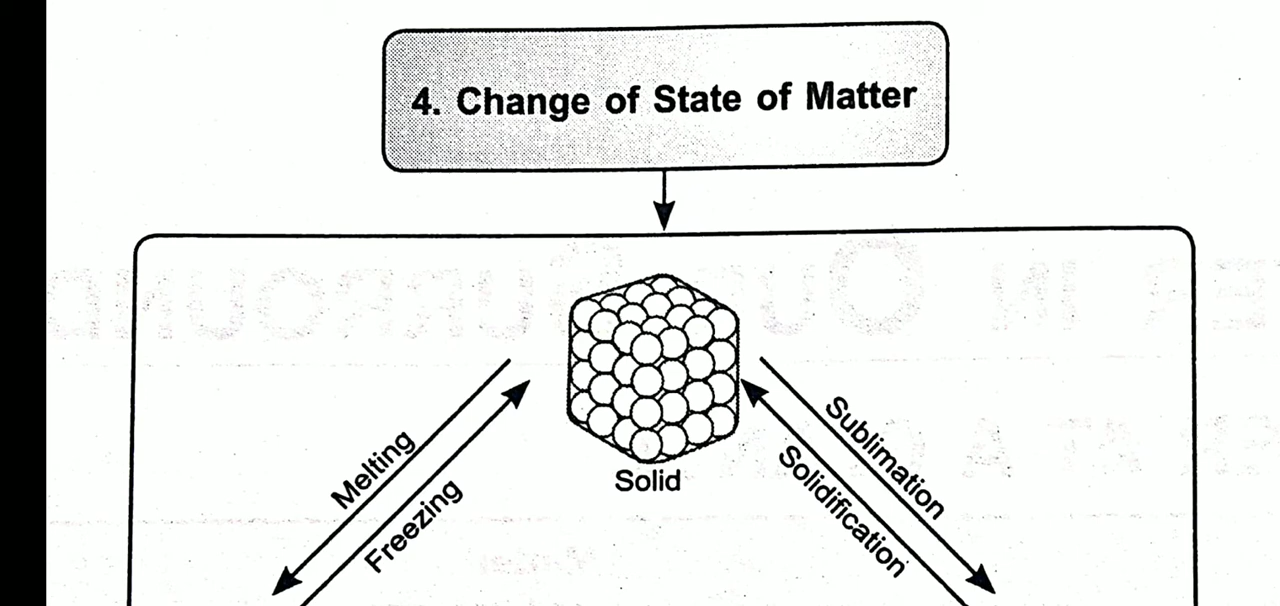 4. Change of State of Matter
Solid
Melting
Freezing
Sublimation
Solidification